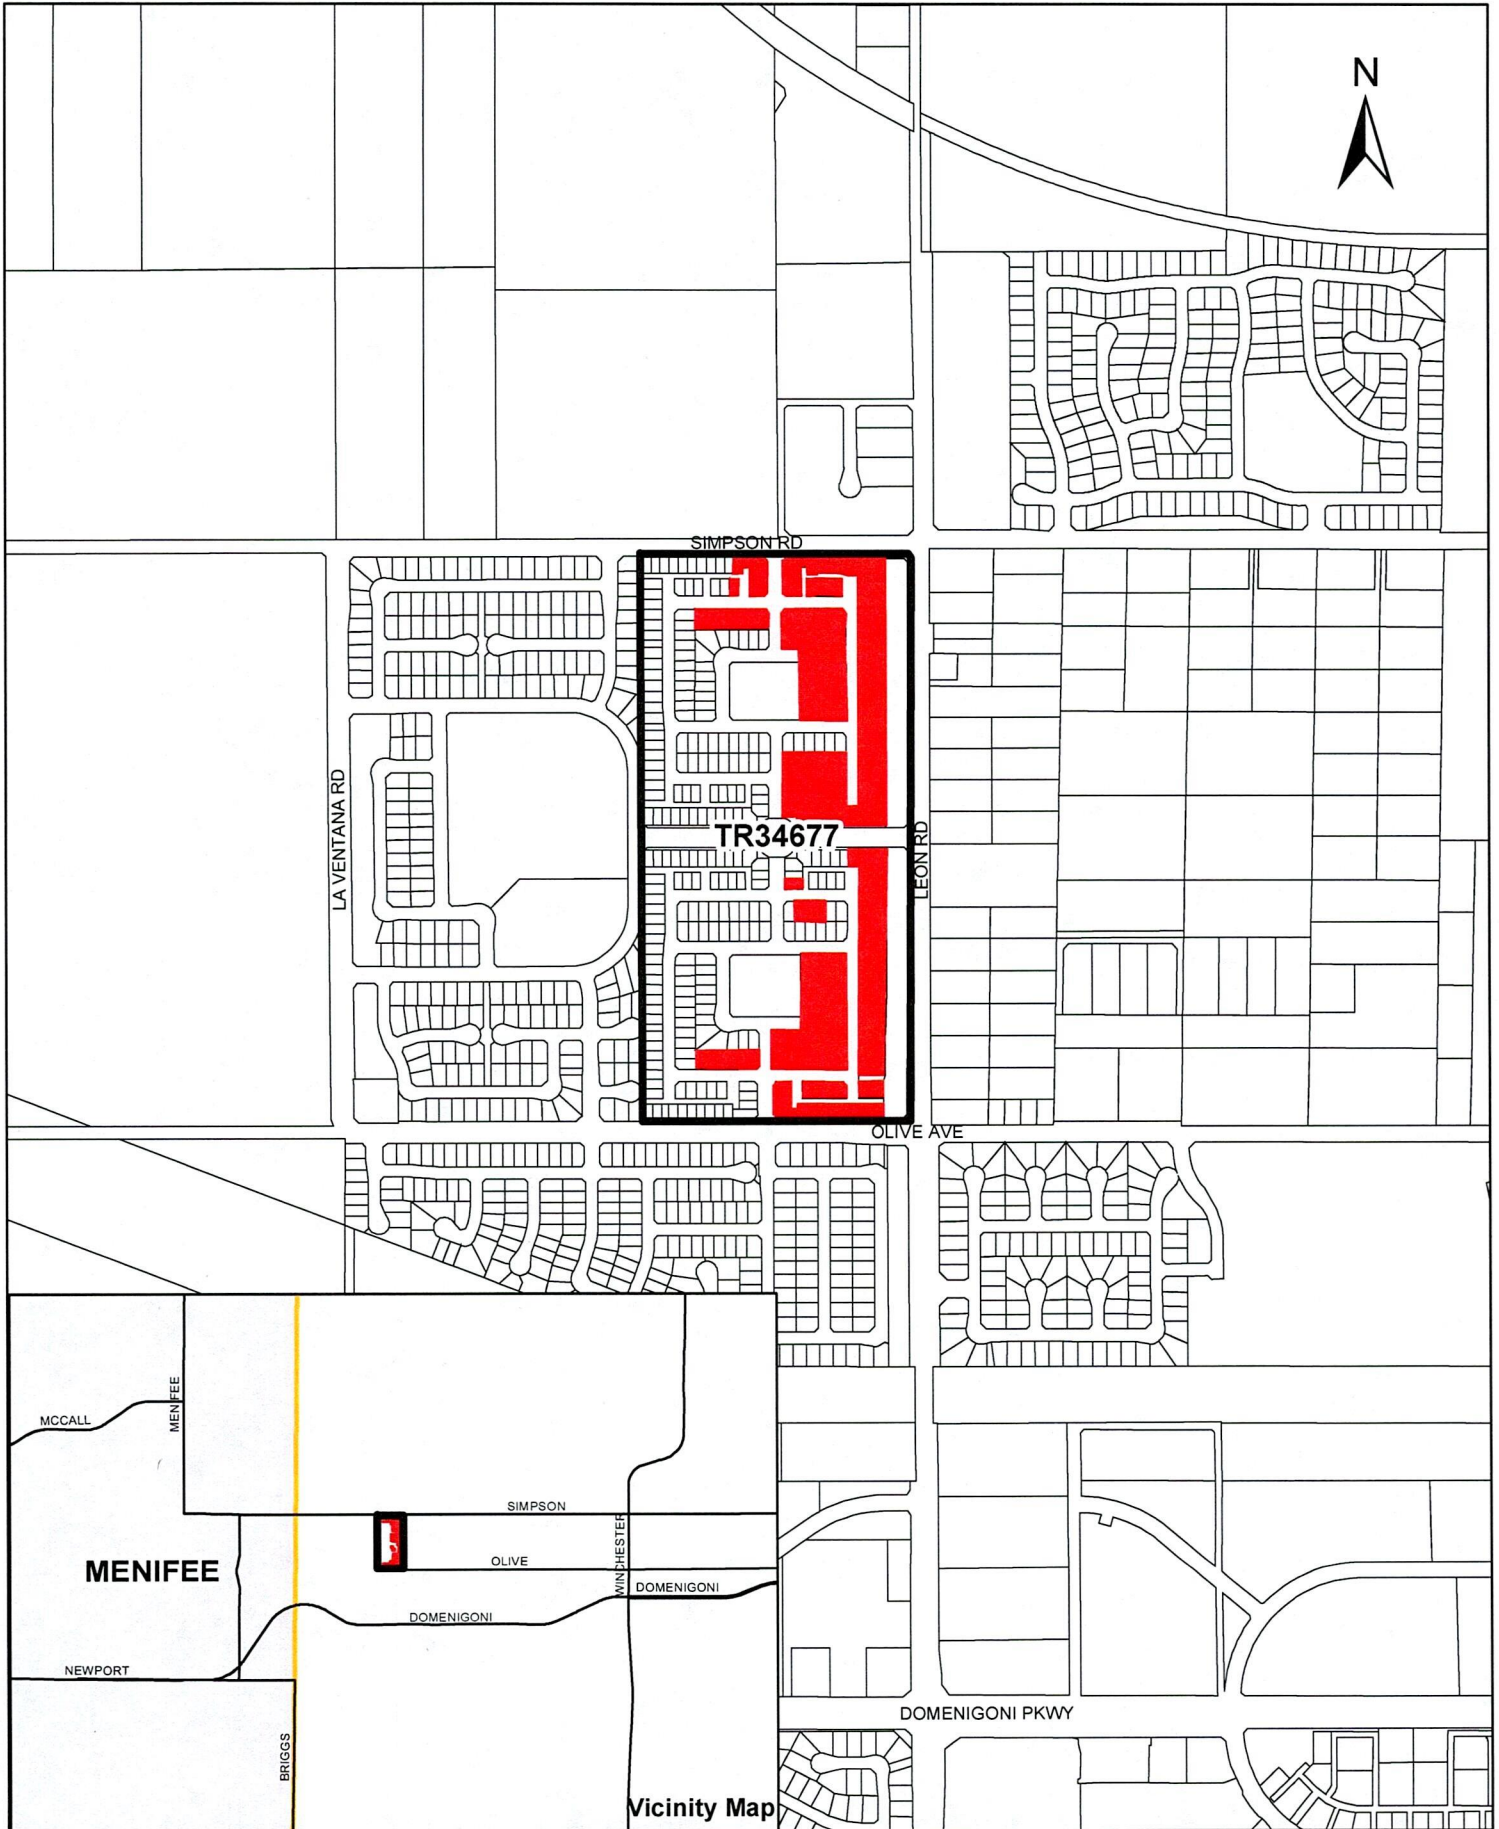 N
SIMPSON RD
LA VENTANA RD
TR34677
LEON RD
OLIVE AVE
MENIFEE
MCCALL
SIMPSON
WINCHESTER
MENIFEE
OLIVE
DOMENIGONI
DOMENIGONI
NEWPORT
BRIGGS
DOMENIGONI PKWY
Vicinity Map